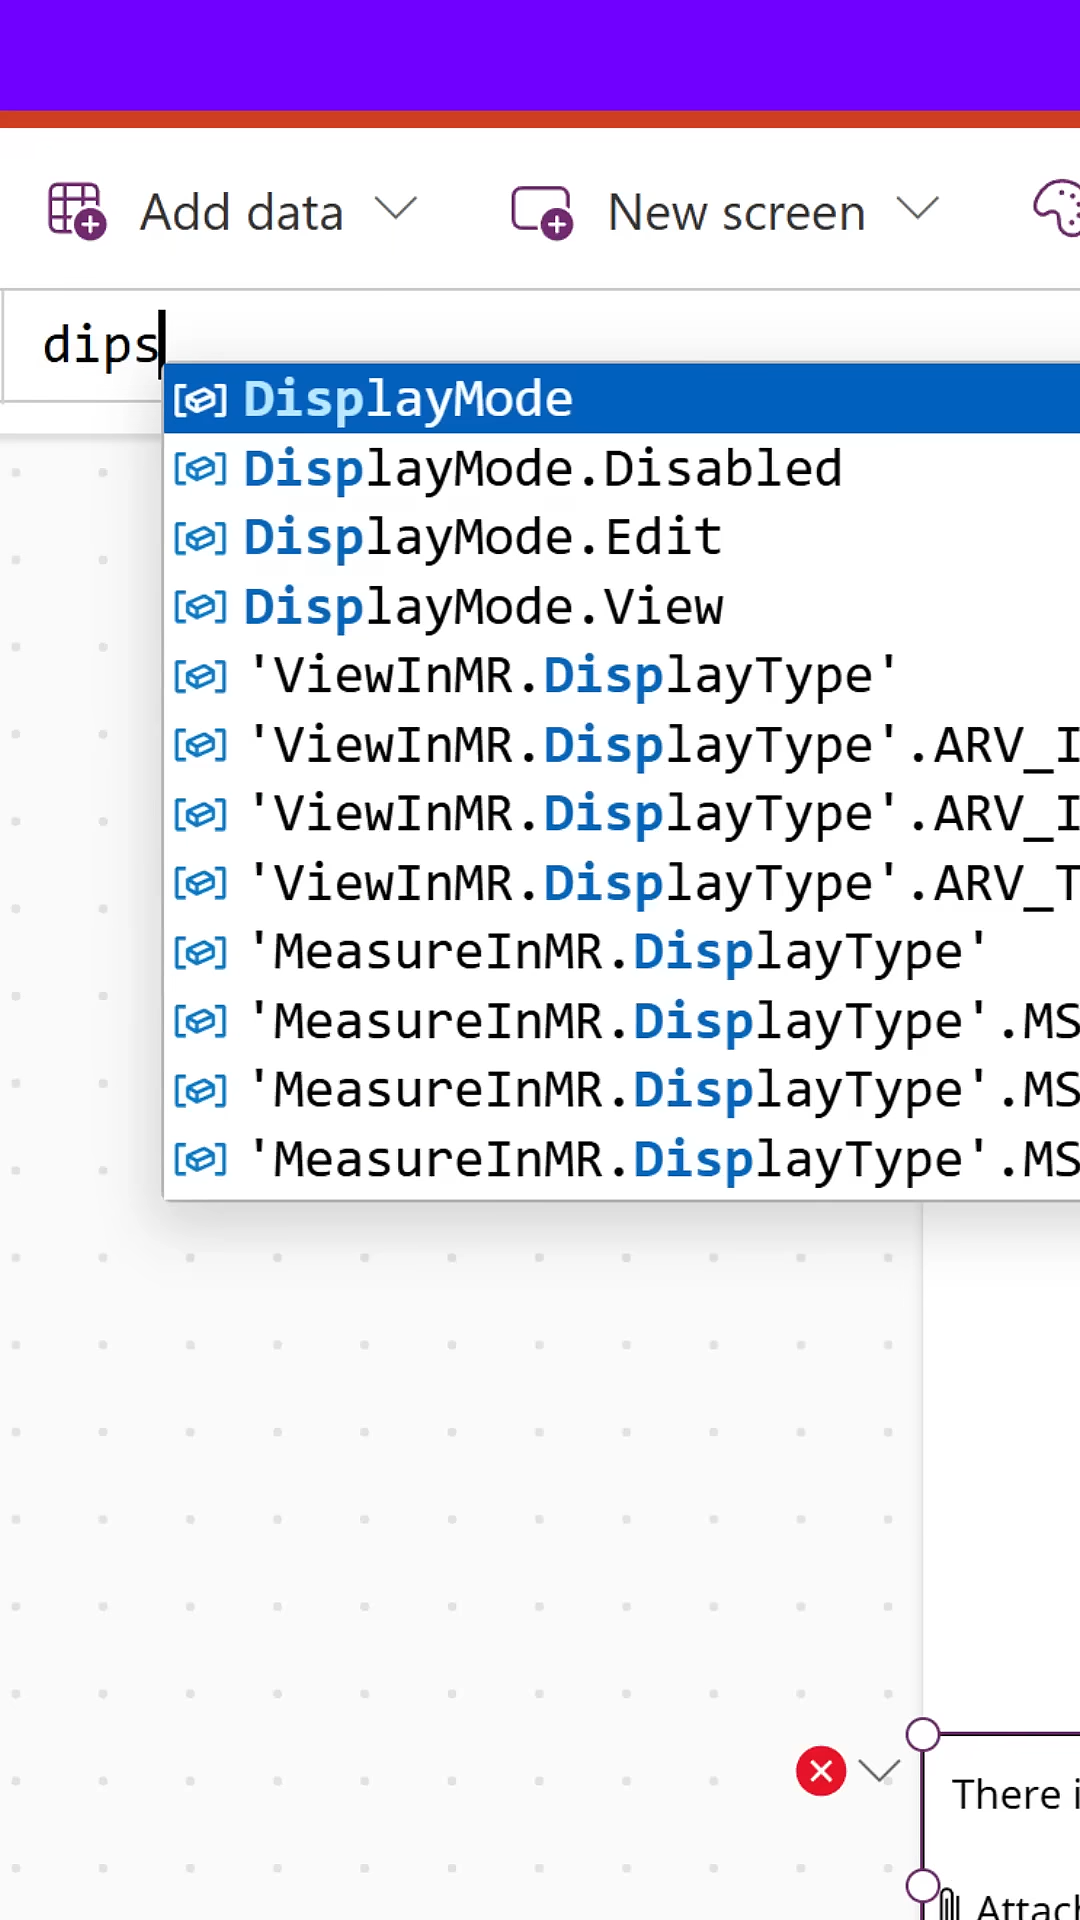 Add data
New screen
dips
DisplayMode
DisplayMode.Disabled
DisplayMode.Edit
DisplayMode.View
'ViewInMR.DisplayType'
'ViewInMR.DisplayType'.ARV_I
'ViewInMR.DisplayType'.ARV_I
'ViewInMR.DisplayType'.ARV_T
'MeasureInMR.DisplayType'
'MeasureInMR.DisplayType'.MS
'MeasureInMR.DisplayType'.MS
'MeasureInMR.DisplayType'.MS
There i
Attach